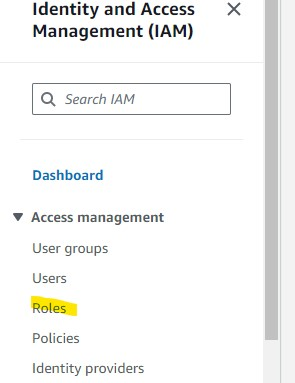 Identity and Access
Management (IAM)
Search IAM
Dashboard
Access management
User groups
Users
Roles
Policies
Identity providers